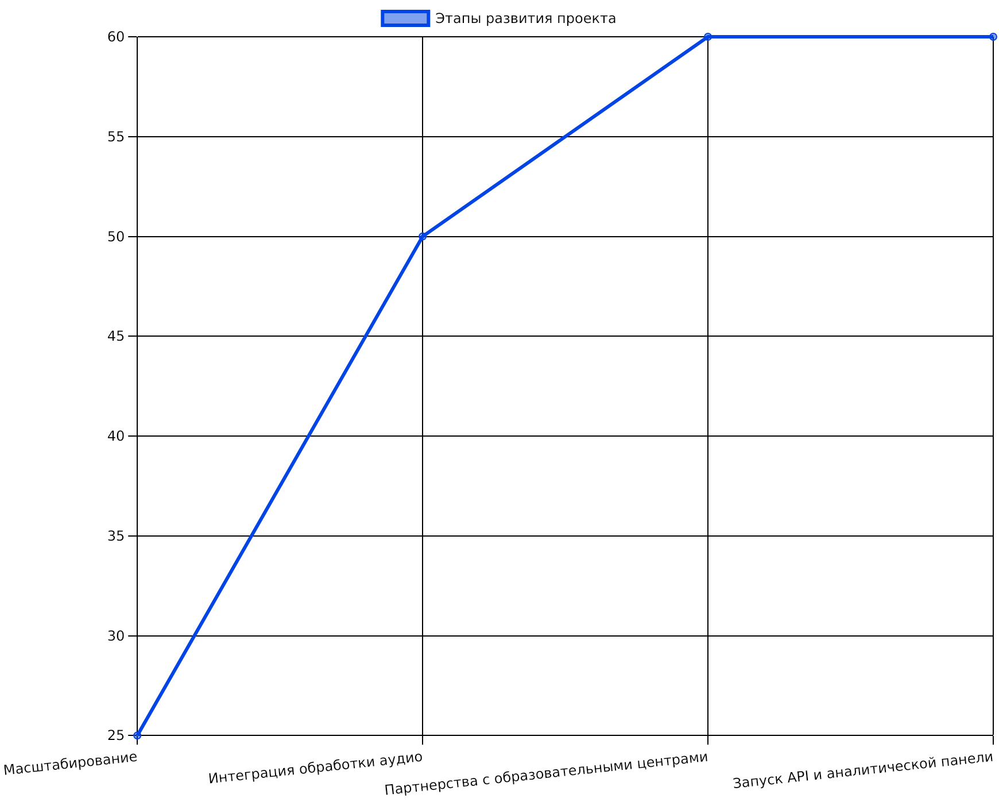 Этапы развития проекта
60
55
50
45
40
35
30
25
Масштабирование
Интеграция обработки аудио
Партнерства с образовательными центрами
Запуск API и аналитической панели